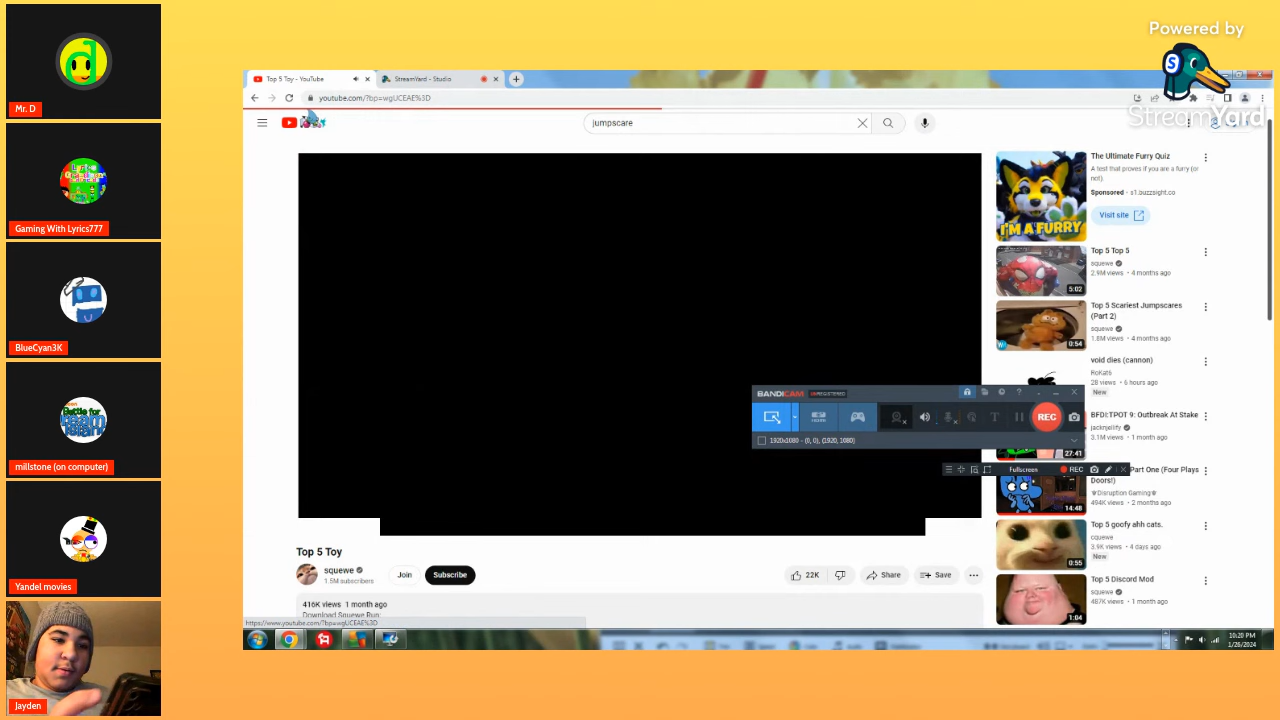 Powered by
StreamYard
Mr. D
Gaming With Lyrics777
BlueCyan3K
millstone (on computer)
Yandel movies
Jayden
Top 5 Toy - YouTube
StreamYard - Studio
youtube.com/?bp=wgUCEAE%3D
jumpscare
The Ultimate Furry Quiz
A test that proves if you are a furry (or
not).
Sponsored · s1.buzzsight.co
Visit site
I'M A FURRY
Top 5 Top 5
squewe
2.9M views • 4 months ago
5:02
Top 5 Scariest Jumpscares
(Part 2)
squewe
1.8M views • 4 months ago
0:54
void dies (cannon)
RoKat6
28 views • 6 hours ago
New
BANDICAM UNREGISTERED
REC
1920x1080 - (0, 0), (1920, 1080)
BFDI:TPOT 9: Outbreak At Stake
jacknjellify
3.1M views • 1 month ago
27:41
Fullscreen
REC
Part One (Four Plays
Doors!)
Disruption Gaming
494K views • 2 months ago
14:48
Top 5 goofy ahh cats.
cquewe
3.9K views • 4 days ago
New
0:55
Top 5 Discord Mod
squewe
487K views • 1 month ago
1:04
Top 5 Toy
squewe
1.5M subscribers
Join
Subscribe
22K
Share
Save
416K views 1 month ago
Download Squewe Run:
https://www.youtube.com/?bp=wgUCEAE%3D
10:20 PM
1/26/2024